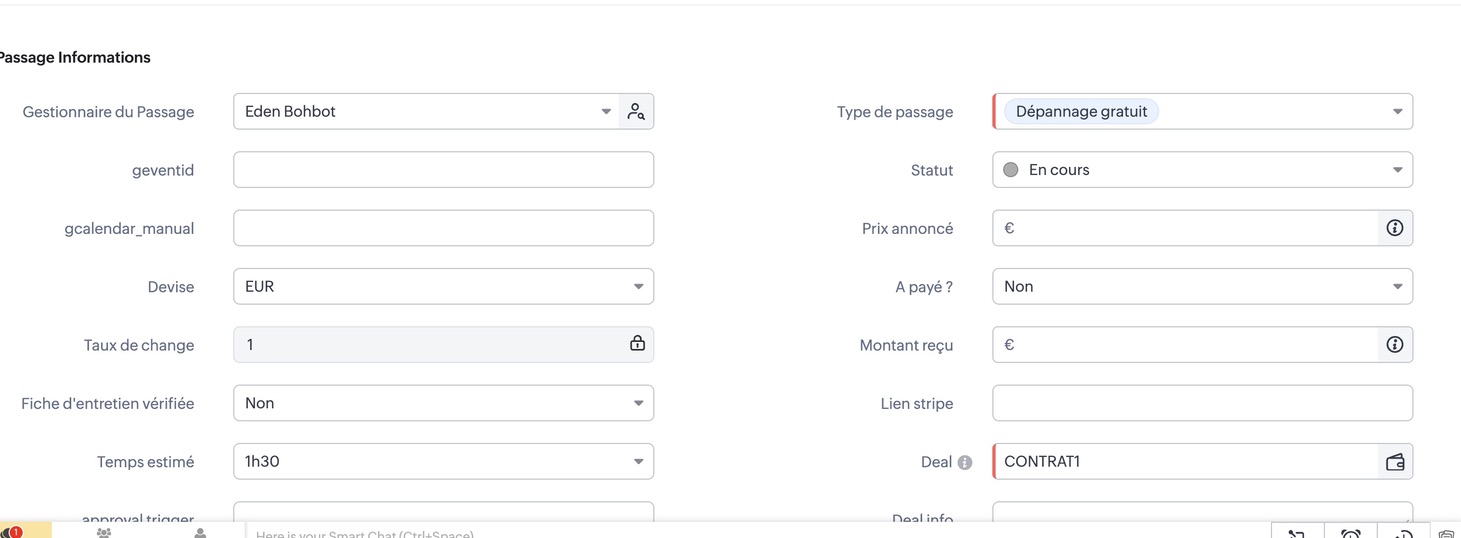 Passage Informations
Gestionnaire du Passage Eden Bohbot Type de passage Dépannage gratuit
geventid Statut En cours
gcalendar_manual Prix annoncé €
Devise EUR A payé ? Non
Taux de change 1 Montant reçu €
Fiche d'entretien vérifiée Non Lien stripe
Temps estimé 1h30 Deal CONTRAT1
approval trigger Deal info
1 Here is your Smart Chat (Ctrl+Space)